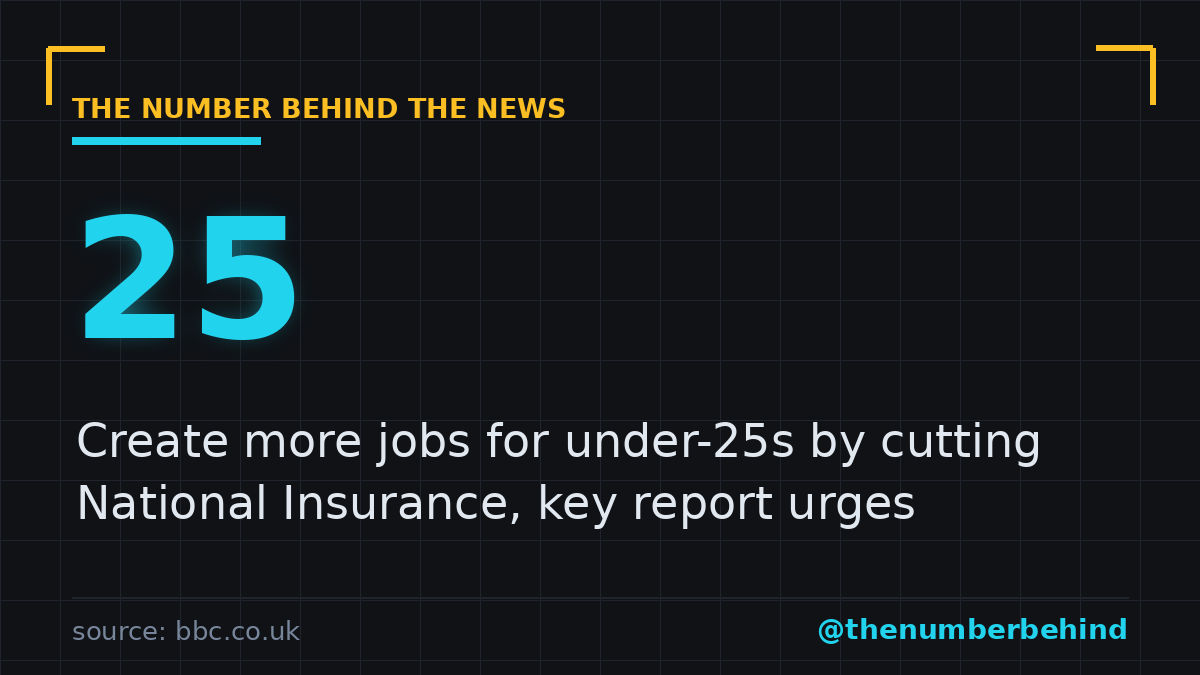 THE NUMBER BEHIND THE NEWS
25
Create more jobs for under-25s by cutting
National Insurance, key report urges
source: bbc.co.uk
@thenumberbehind